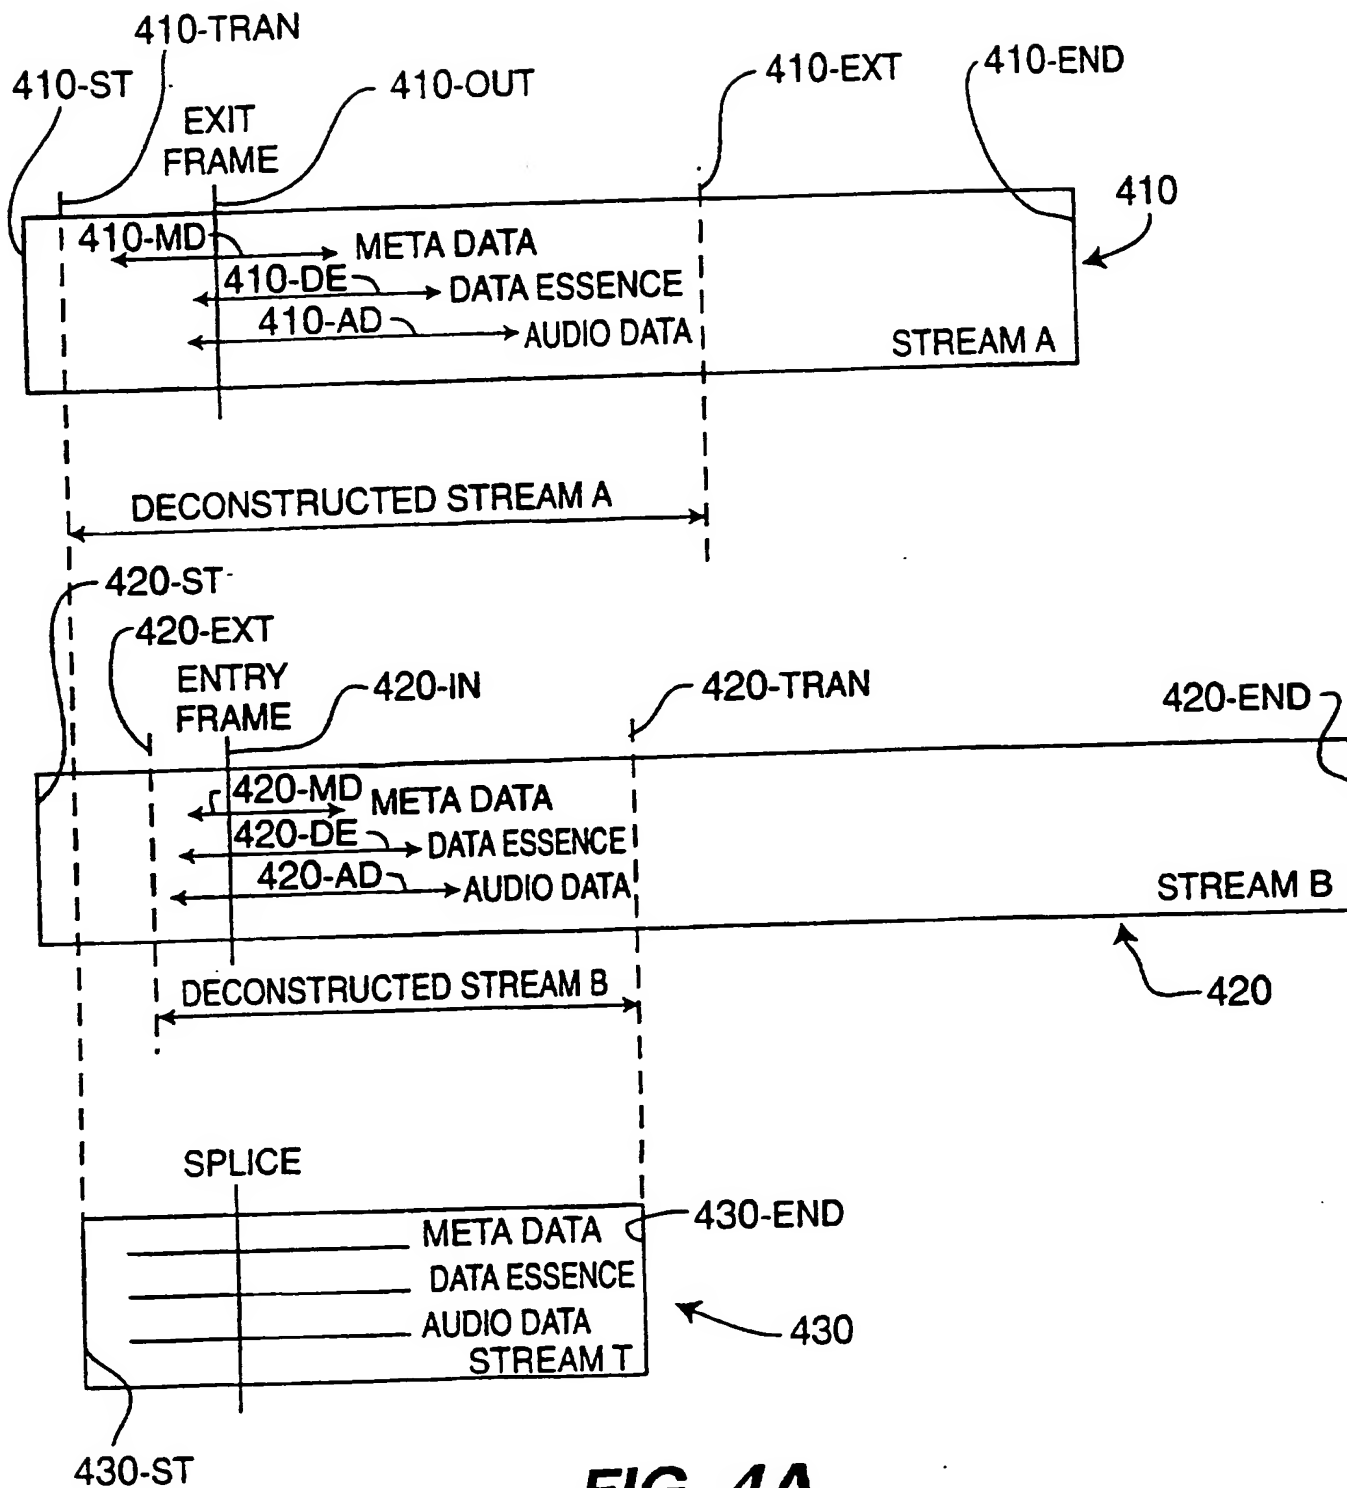 410-TRAN
410-ST
410-OUT
410-EXT
410-END
EXIT
FRAME
410
410-MD
META DATA
410-DE
DATA ESSENCE
410-AD
AUDIO DATA
STREAM A
DECONSTRUCTED STREAM A
420-ST
420-EXT
ENTRY
FRAME
420-IN
420-TRAN
420-END
420-MD
META DATA
420-DE
DATA ESSENCE
420-AD
AUDIO DATA
STREAM B
DECONSTRUCTED STREAM B
420
SPLICE
META DATA
430-END
DATA ESSENCE
AUDIO DATA
430
STREAM T
430-ST
FIG. 4A